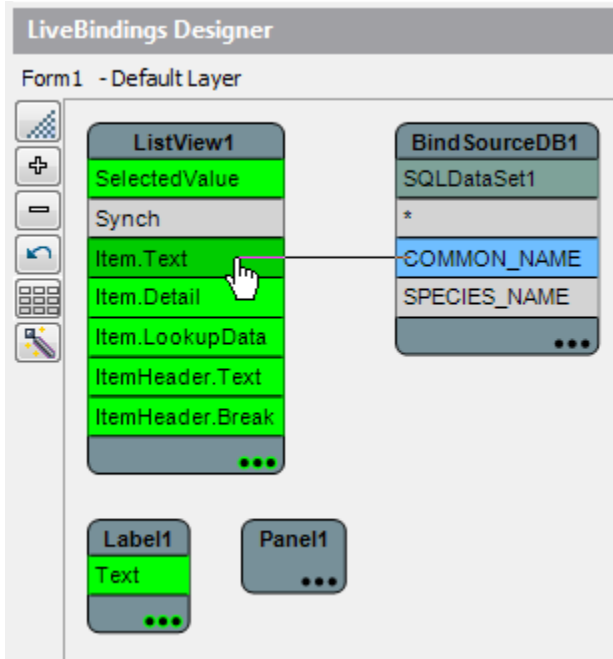 LiveBindings Designer
Form1 - Default Layer
ListView1
SelectedValue
Synch
Item.Text
Item.Detail
Item.LookupData
ItemHeader.Text
ItemHeader.Break
BindSourceDB1
SQLDataSet1
*
COMMON_NAME
SPECIES_NAME
Label1
Text
Panel1